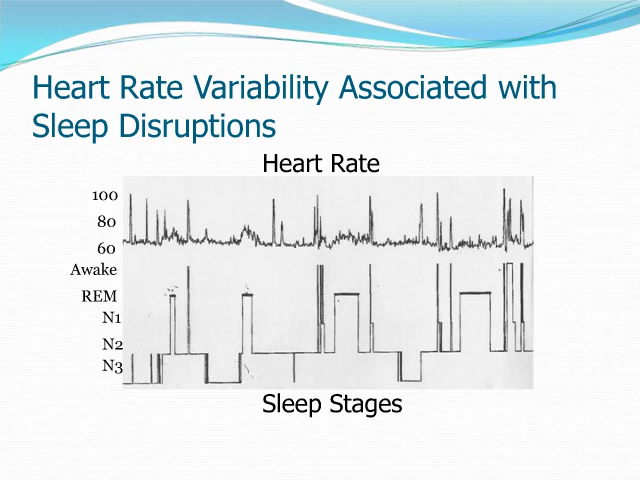 Heart Rate Variability Associated with
Sleep Disruptions
Heart Rate
100
80
60
Awake
REM
N1
N2
N3
Sleep Stages